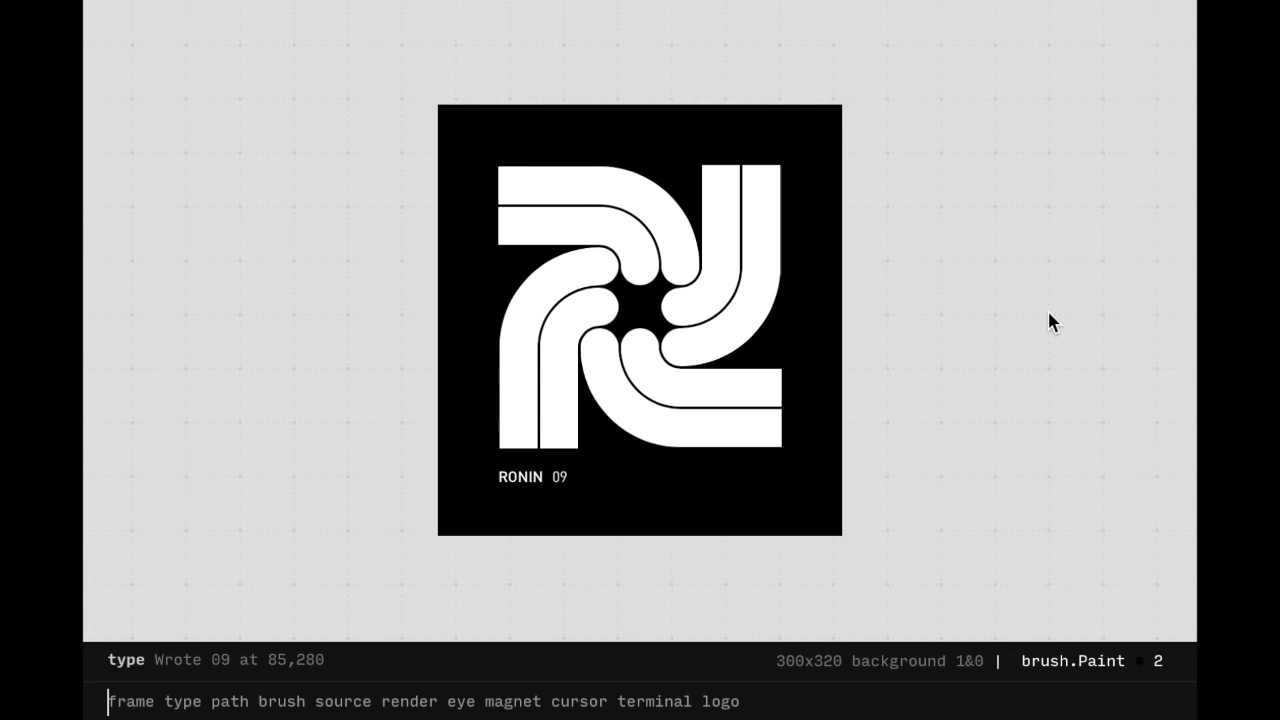 RONIN 09
type Wrote 09 at 85,280
300x320 background 1&0 | brush.Paint 2
frame type path brush source render eye magnet cursor terminal logo